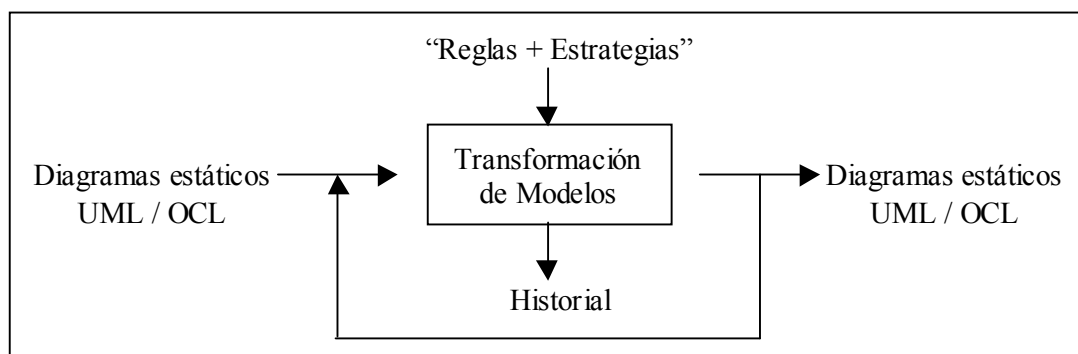 “Reglas + Estrategias”
Diagramas estáticos
UML / OCL
Transformación
de Modelos
Diagramas estáticos
UML / OCL
Historial